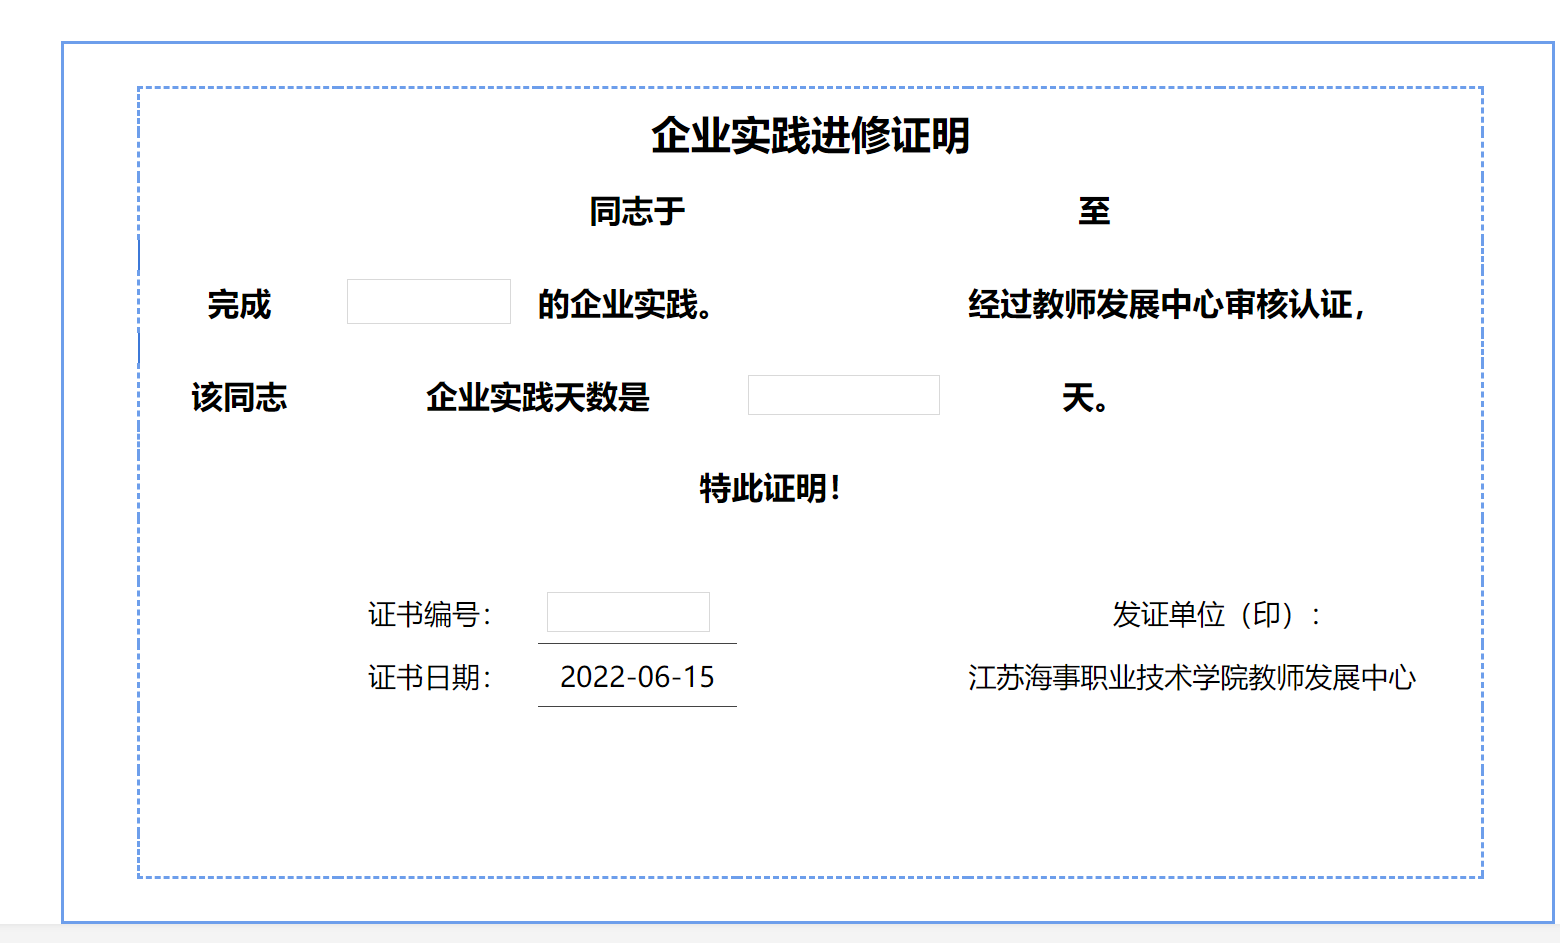 企业实践进修证明
同志于 至
完成 的企业实践。 经过教师发展中心审核认证，
该同志 企业实践天数是 天。
特此证明！
证书编号： 发证单位（印）：
证书日期： 2022-06-15 江苏海事职业技术学院教师发展中心